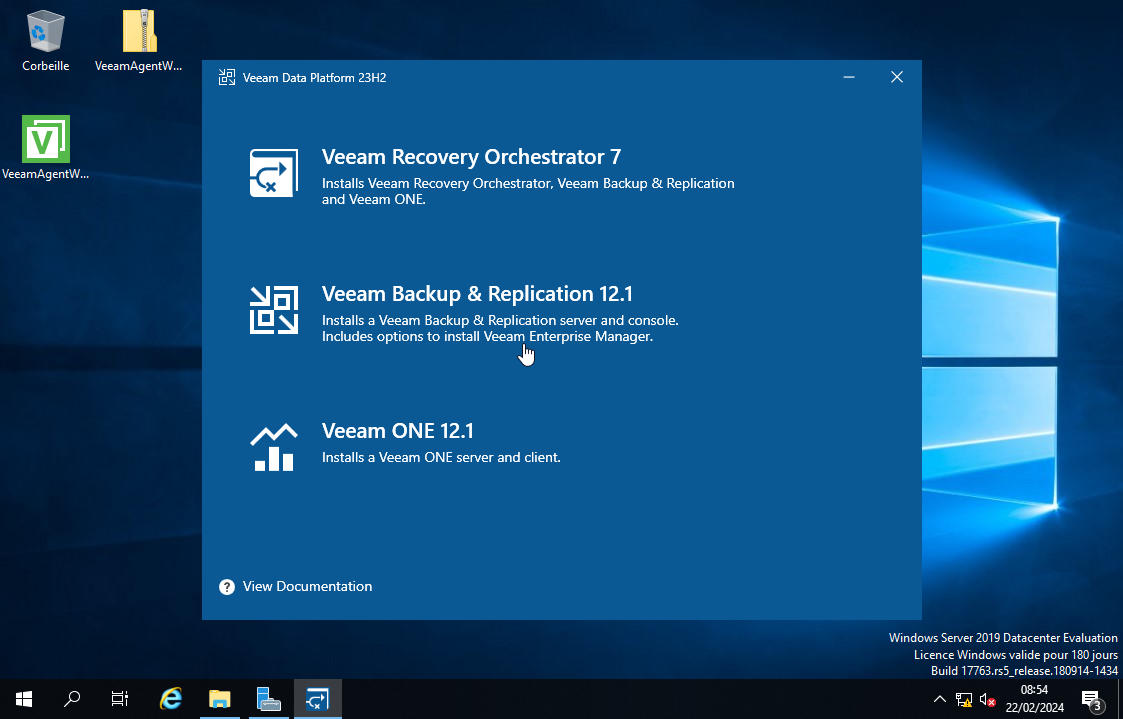 Corbeille
VeeamAgentW...
VeeamAgentW...
Veeam Data Platform 23H2
Veeam Recovery Orchestrator 7
Installs Veeam Recovery Orchestrator, Veeam Backup & Replication
and Veeam ONE.
Veeam Backup & Replication 12.1
Installs a Veeam Backup & Replication server and console.
Includes options to install Veeam Enterprise Manager.
Veeam ONE 12.1
Installs a Veeam ONE server and client.
? View Documentation
Windows Server 2019 Datacenter Evaluation
Licence Windows valide pour 180 jours
Build 17763.rs5_release.180914-1434
08:54
22/02/2024
3